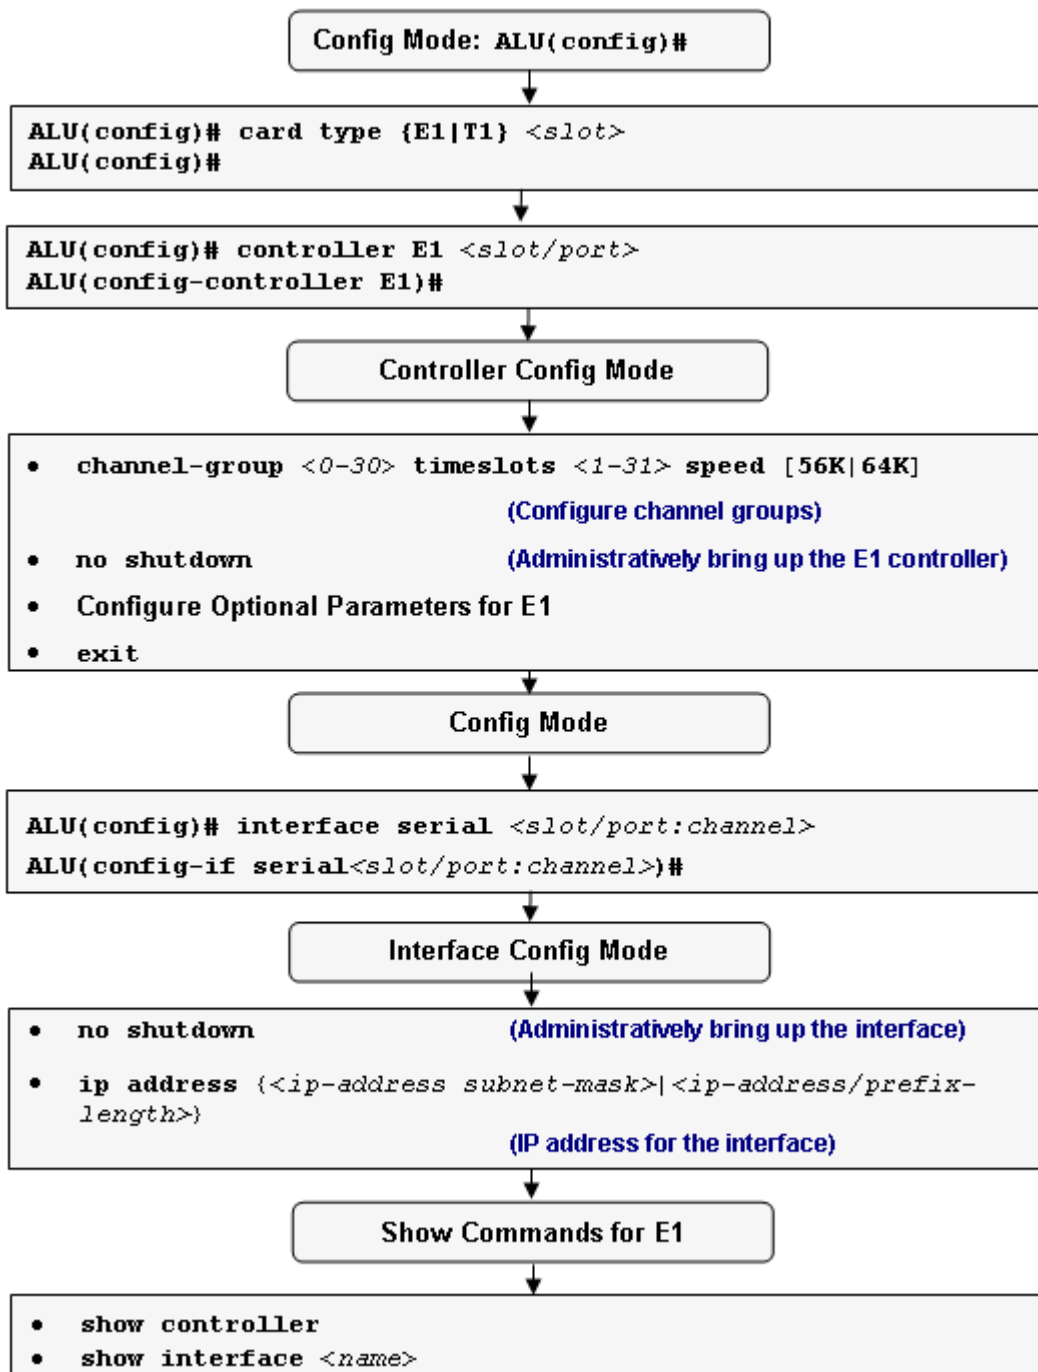 Config Mode: ALU(config)#
ALU(config)# card type {E1|T1} <slot>
ALU(config)#
ALU(config)# controller E1 <slot/port>
ALU(config-controller E1)#
Controller Config Mode
• channel-group <0-30> timeslots <1-31> speed [56K|64K]
(Configure channel groups)
• no shutdown (Administratively bring up the E1 controller)
• Configure Optional Parameters for E1
• exit
Config Mode
ALU(config)# interface serial <slot/port:channel>
ALU(config-if serial<slot/port:channel>)#
Interface Config Mode
• no shutdown (Administratively bring up the interface)
• ip address {<ip-address subnet-mask>|<ip-address/prefix-
length>}
(IP address for the interface)
Show Commands for E1
• show controller
• show interface <name>